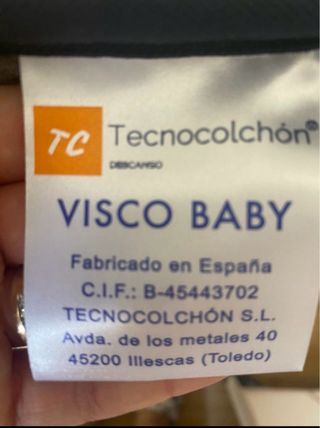 TC Tecnocolchón®
DESCANSO
VISCO BABY
Fabricado en España
C.I.F.: B-45443702
TECNOCOLCHÓN S.L.
Avda. de los metales 40
45200 Illescas (Toledo)